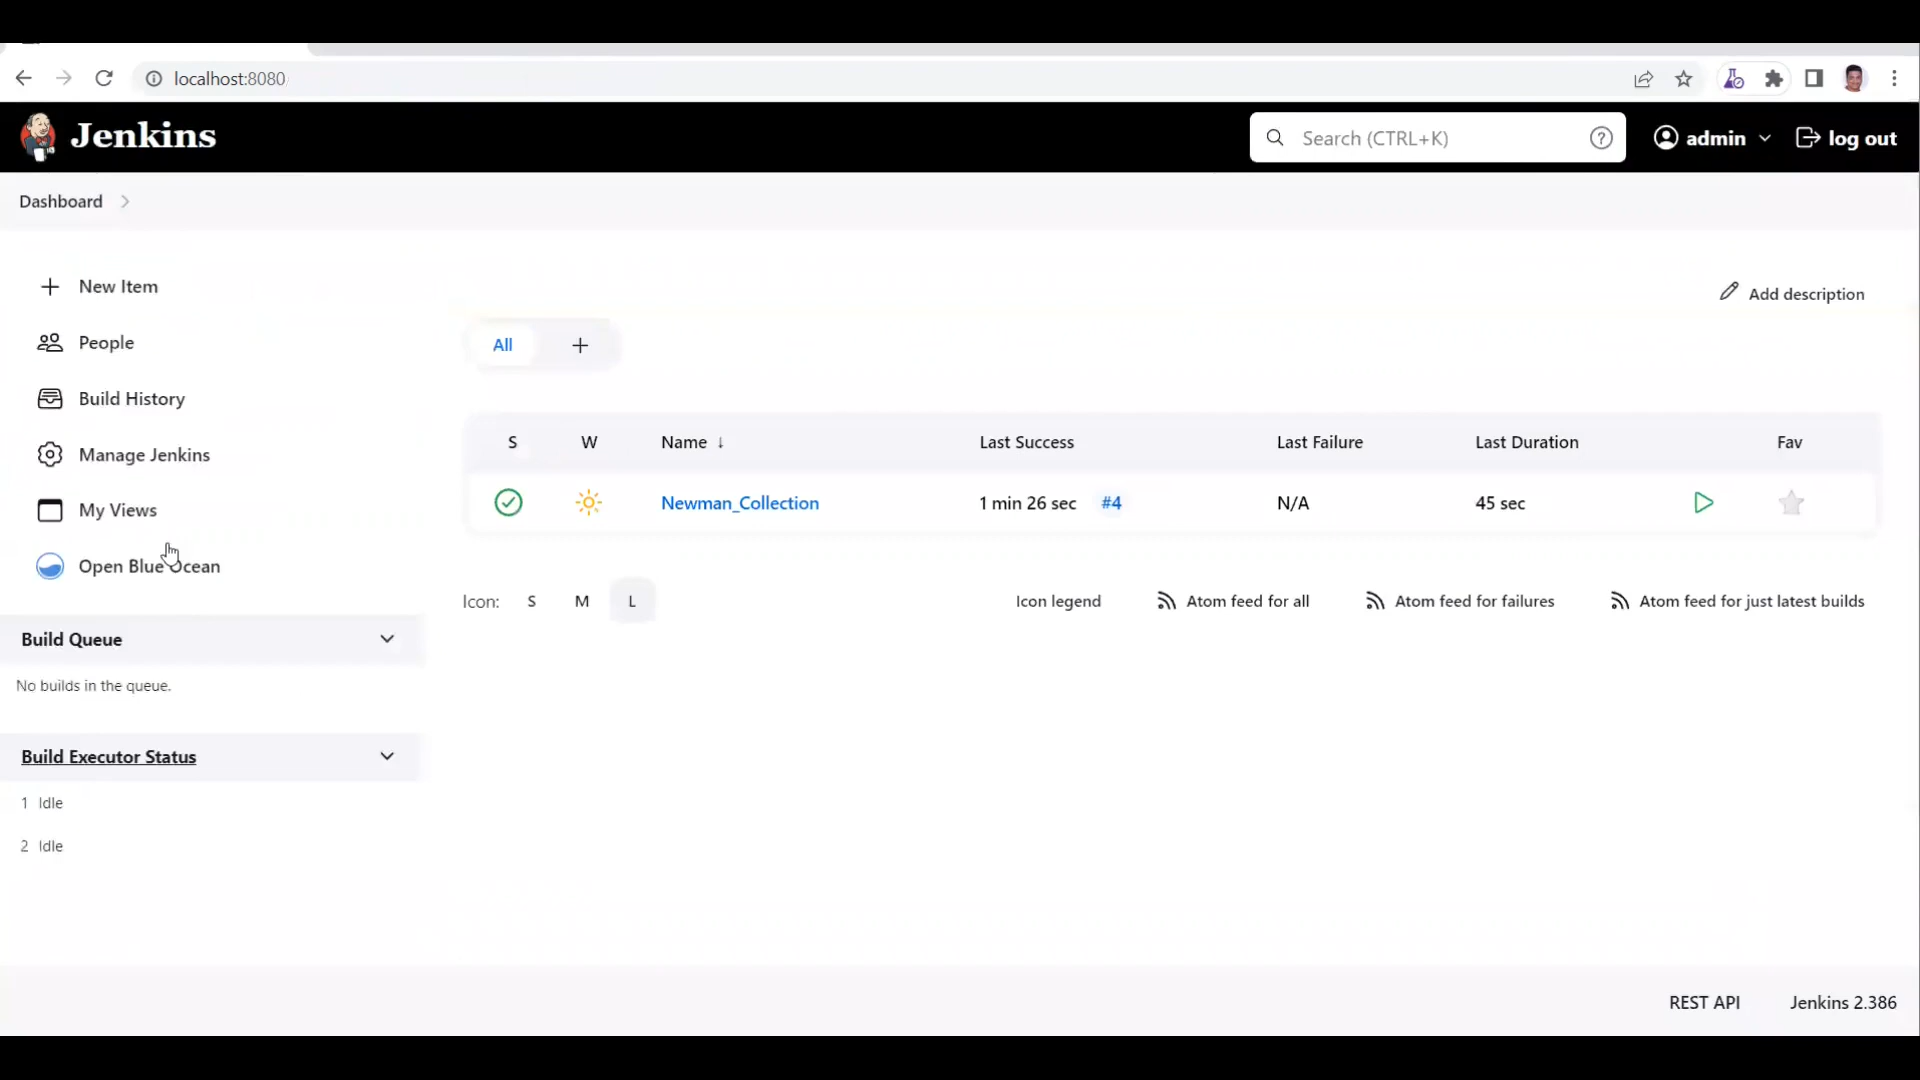 localhost:8080
Jenkins
Search (CTRL+K)
admin
log out
Dashboard
New Item
People
Build History
Manage Jenkins
My Views
Open Blue Ocean
Add description
All
S W Name ↓ Last Success Last Failure Last Duration Fav
Newman_Collection 1 min 26 sec #4 N/A 45 sec
Icon: S M L
Icon legend
Atom feed for all
Atom feed for failures
Atom feed for just latest builds
Build Queue
No builds in the queue.
Build Executor Status
1 Idle
2 Idle
REST API
Jenkins 2.386